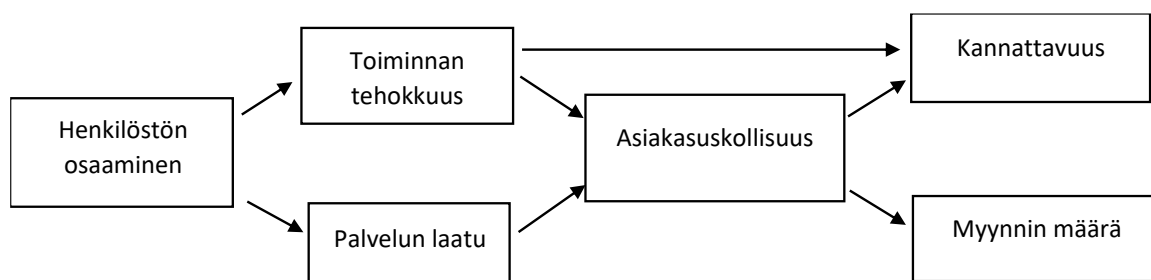 Henkilöstön
osaaminen
Toiminnan
tehokkuus
Palvelun laatu
Asiakasuskollisuus
Kannattavuus
Myynnin määrä